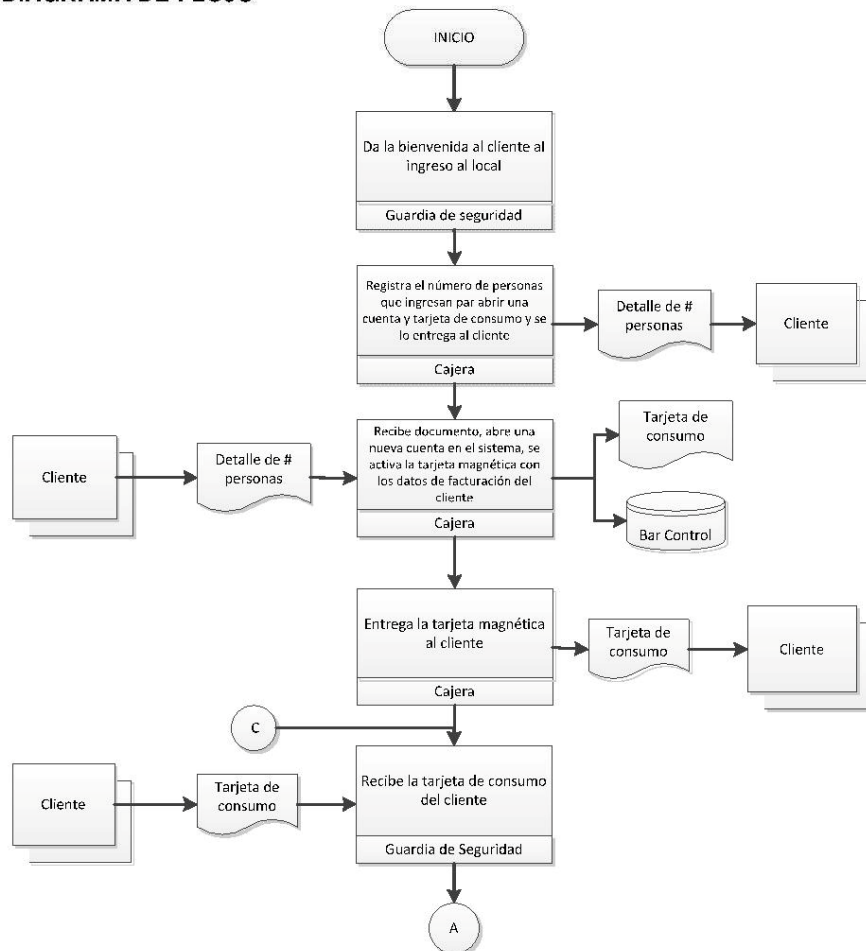 DIAGRAMA DE FLUJO
INICIO
Da la bienvenida al cliente al
ingreso al local
Guardia de seguridad
Registra el número de personas
que ingresan par abrir una
cuenta y tarjeta de consumo y se
lo entrega al cliente
Cajera
Detalle de #
personas
Cliente
Cliente
Detalle de #
personas
Recibe documento, abre una
nueva cuenta en el sistema, se
activa la tarjeta magnética con
los datos de facturación del
cliente
Cajera
Tarjeta de
consumo
Bar Control
Entrega la tarjeta magnética
al cliente
Cajera
Tarjeta de
consumo
Cliente
C
Cliente
Tarjeta de
consumo
Recibe la tarjeta de consumo
del cliente
Guardia de Seguridad
A